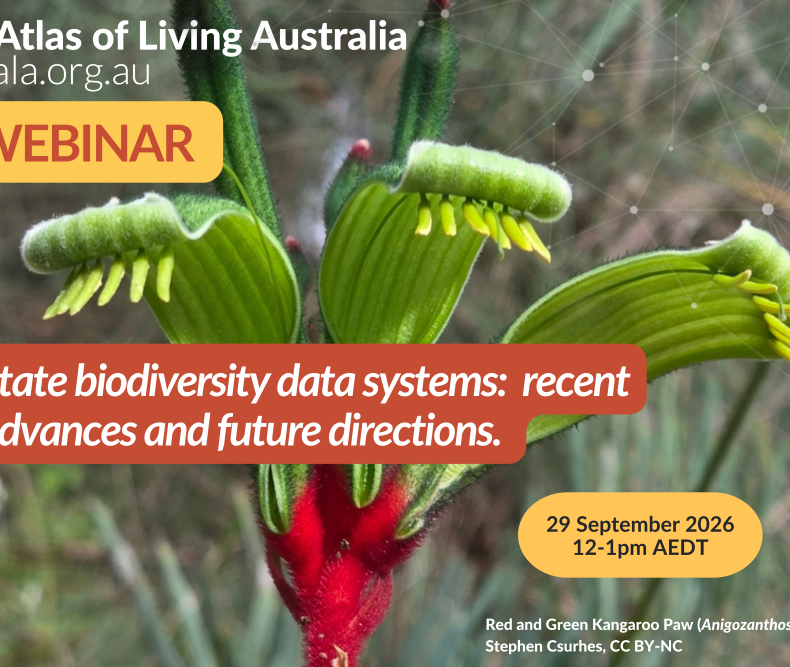 Atlas of Living Australia
ala.org.au
WEBINAR
tate biodiversity data systems: recent
dvances and future directions.
29 September 2026
12-1pm AEDT
Red and Green Kangaroo Paw (Anigozanthos
Stephen Csurhes, CC BY-NC